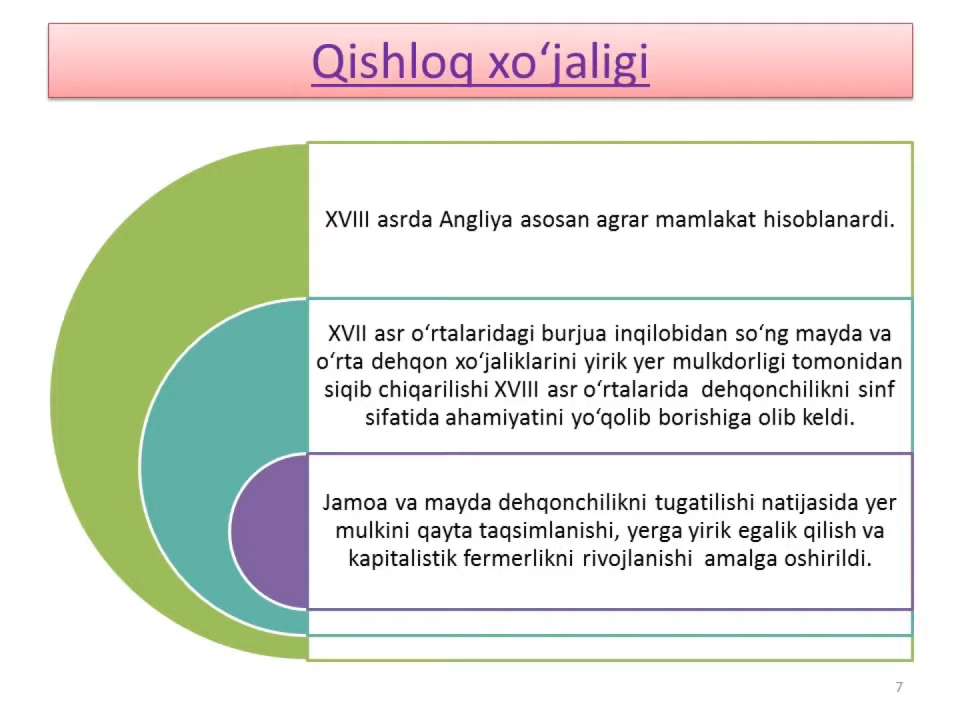 Qishloq xo‘jaligi
XVIII asrda Angliya asosan agrar mamlakat hisoblanardi.
XVII asr o‘rtalaridagi burjua inqilobidan so‘ng mayda va
o‘rta dehqon xo‘jaliklarini yirik yer mulkdorligi tomonidan
siqib chiqarilishi XVIII asr o‘rtalarida dehqonchilikni sinf
sifatida ahamiyatini yo‘qolib borishiga olib keldi.
Jamoa va mayda dehqonchilikni tugatilishi natijasida yer
mulkini qayta taqsimlanishi, yerga yirik egalik qilish va
kapitalistik fermerlikni rivojlanishi amalga oshirildi.
7